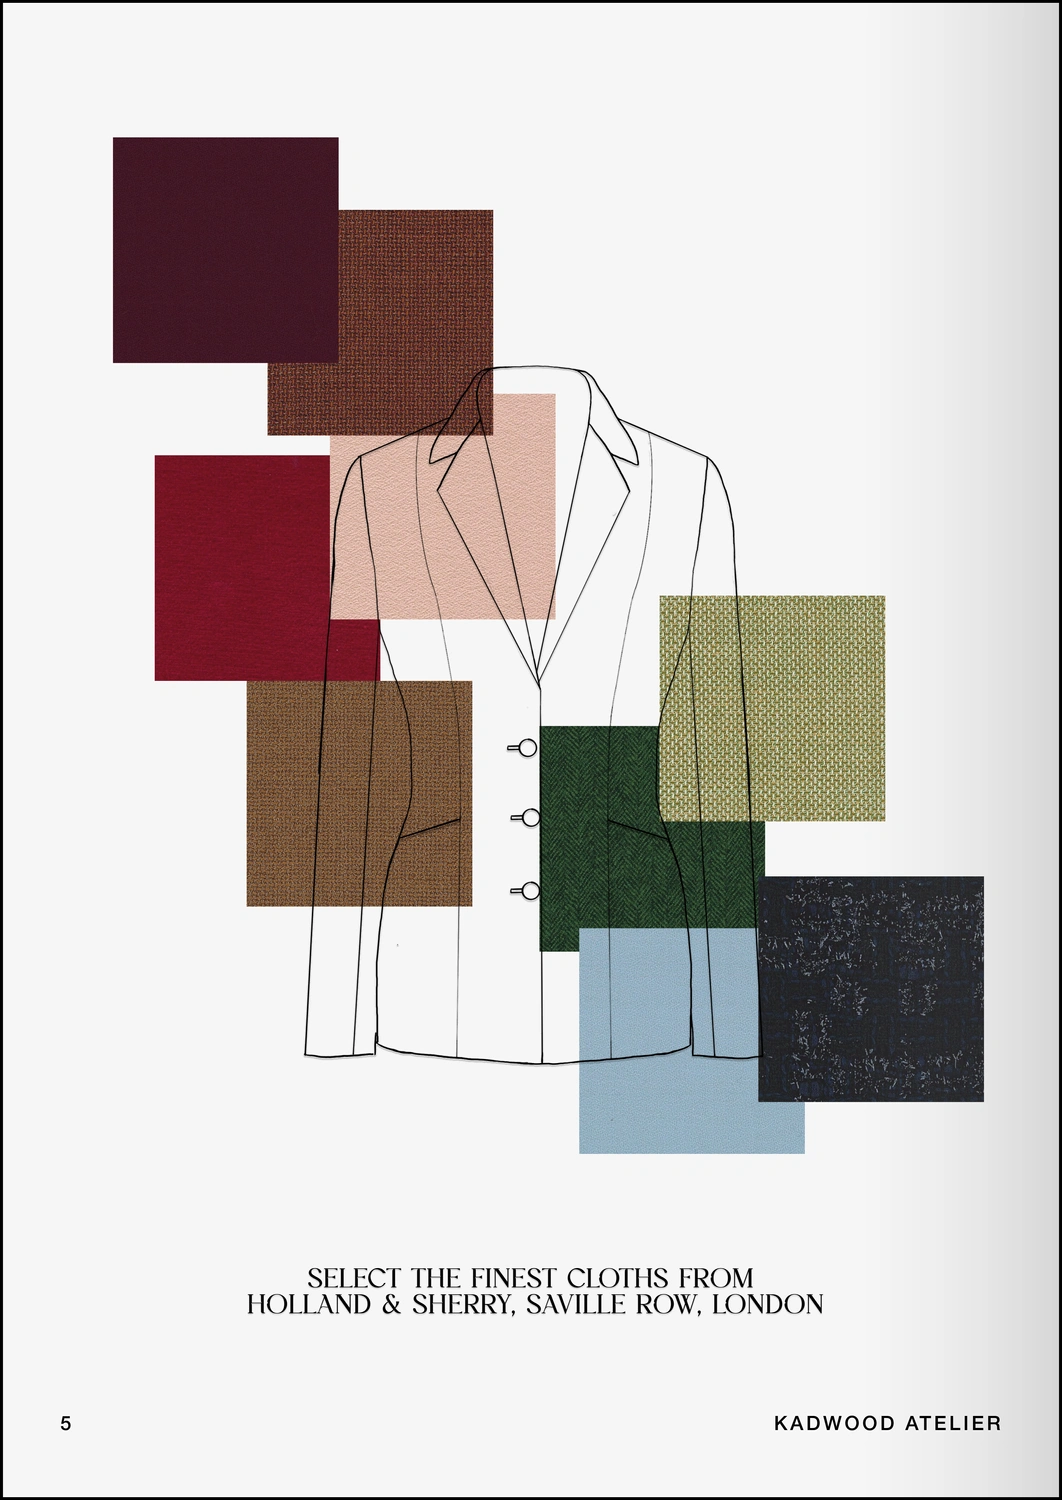 SELECT THE FINEST CLOTHS FROM
HOLLAND & SHERRY, SAVILLE ROW, LONDON
5
KADWOOD ATELIER